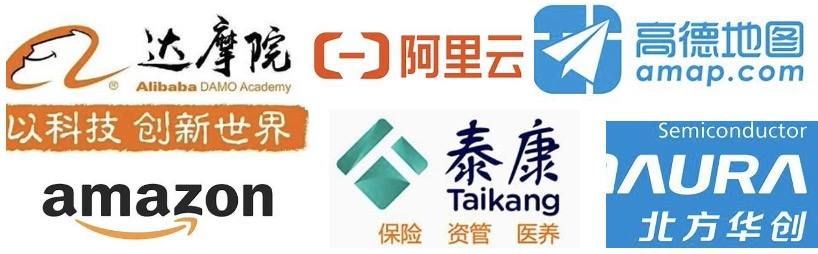 达摩院
Alibaba DAMO Academy
以科技 创新世界
阿里云
高德地图
amap.com
amazon
泰康
Taikang
保险 资管 医养
Semiconductor
AURA
北方华创